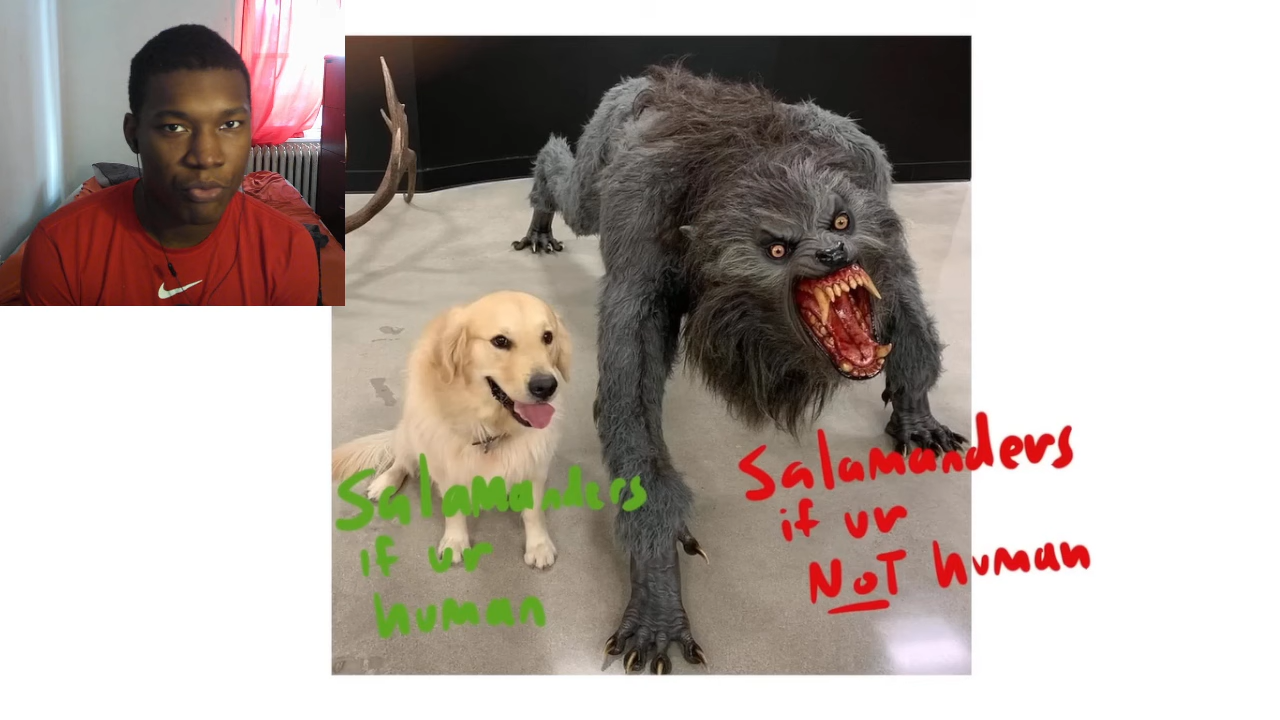 Salamanders
if ur
human
Salamanders
if ur
NOT human